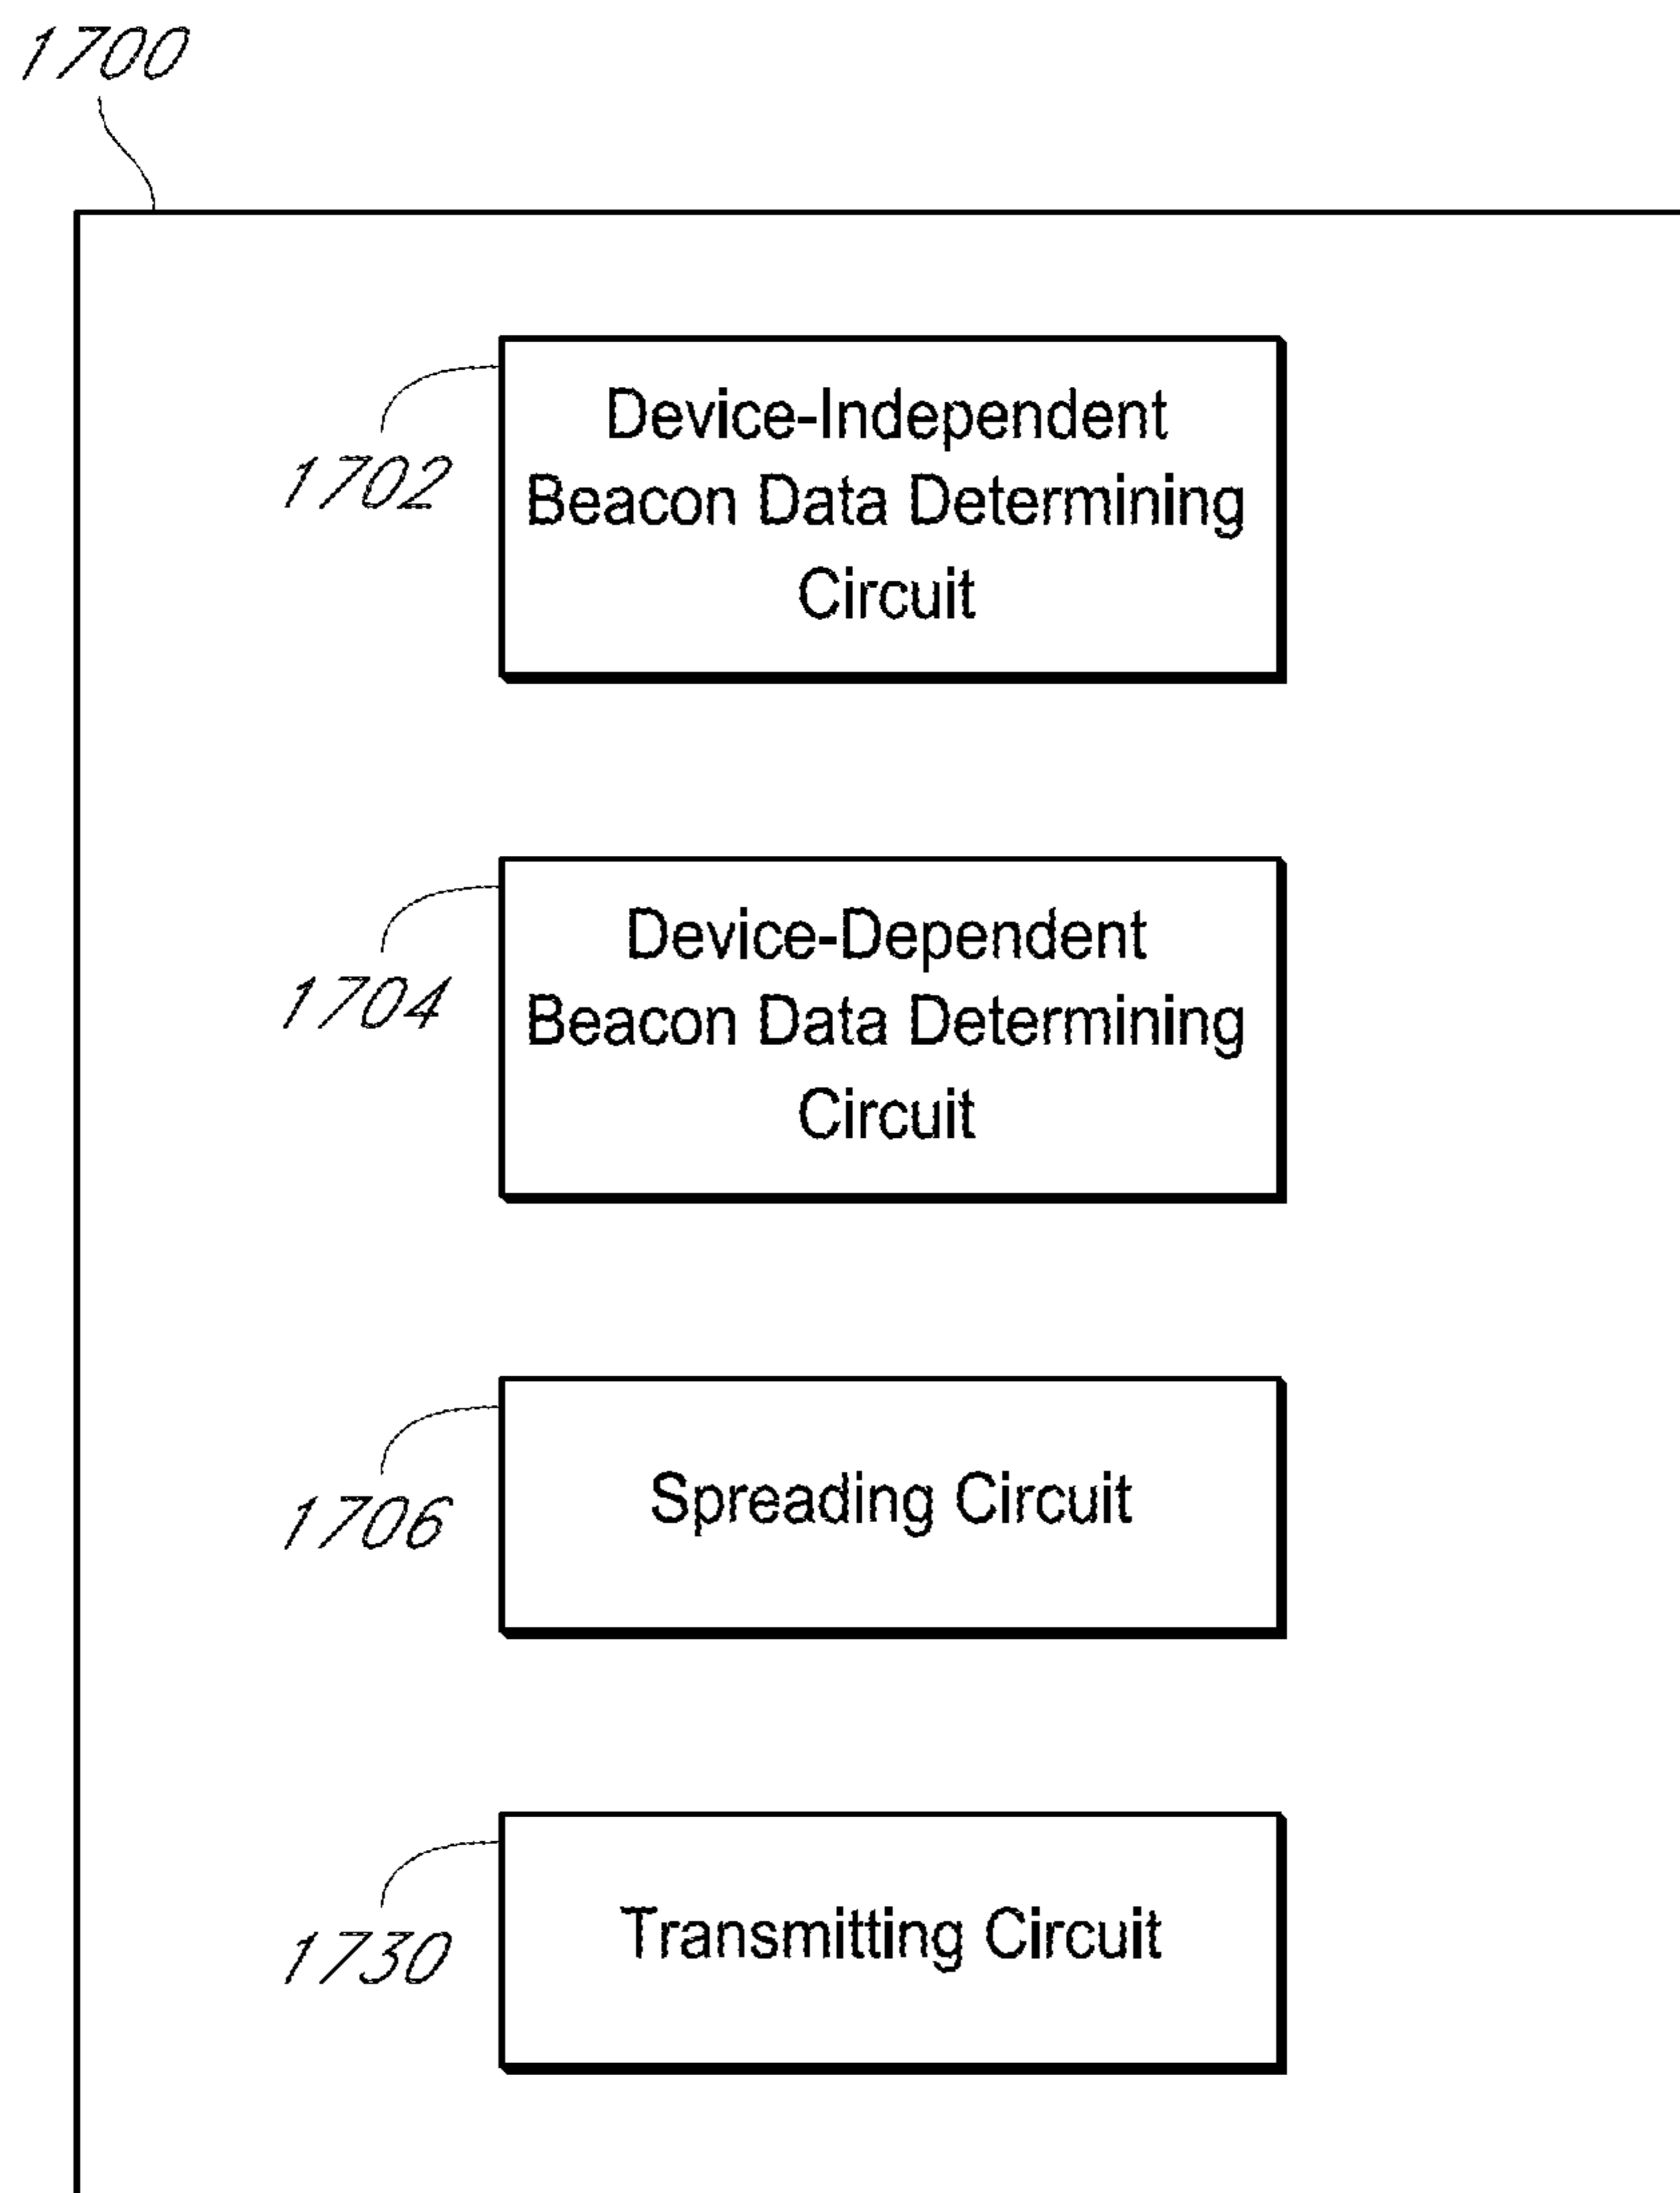 1700
Device-Independent
Beacon Data Determining
Circuit
1702
Device-Dependent
Beacon Data Determining
Circuit
1704
Spreading Circuit
1706
Transmitting Circuit
1730